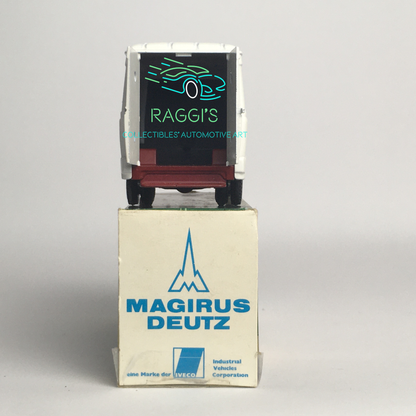 RAGGI'S
COLLECTIBLES*AUTOMOTIVE ART
MAGIRUS
DEUTZ
eine Marke der IVECO
Industrial
Vehicles
Corporation